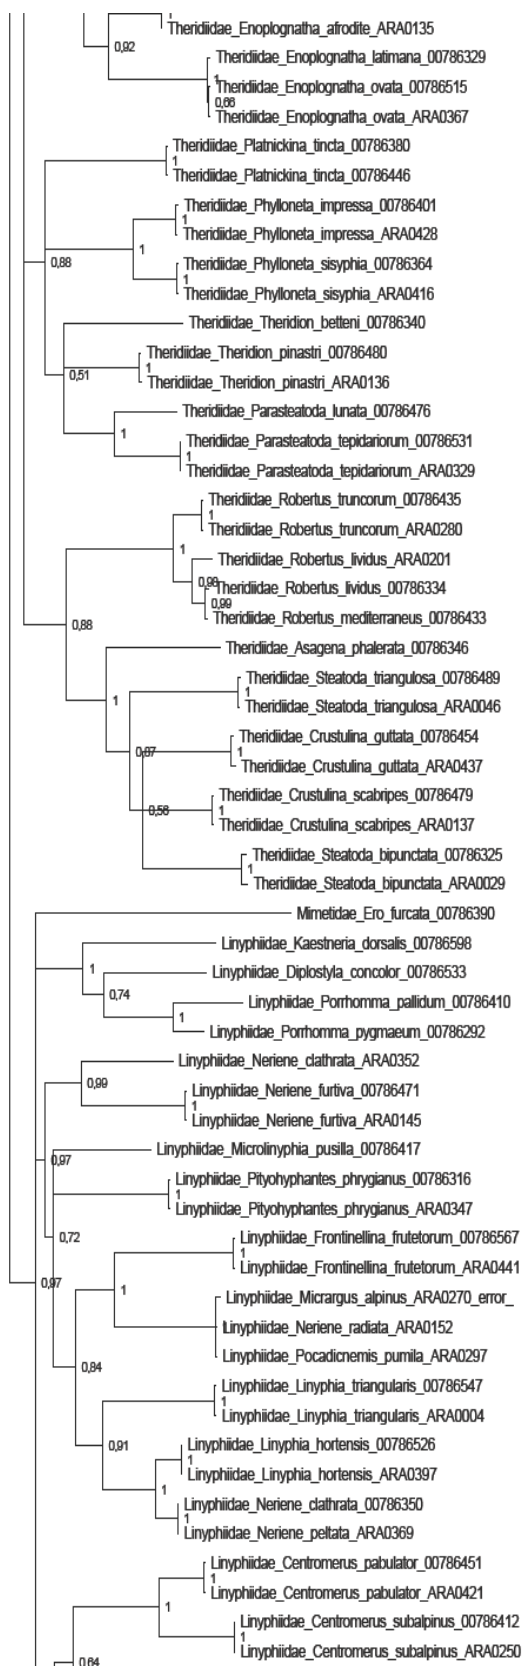 1
Theridiidae_Enoplognatha_afrodite_ARA0135
0,92
Theridiidae_Enoplognatha_latimana_00786329
1
Theridiidae_Enoplognatha_ovata_00786515
0,66
Theridiidae_Enoplognatha_ovata_ARA0367
Theridiidae_Platnickina_tincta_00786380
1
Theridiidae_Platnickina_tincta_00786446
Theridiidae_Phylloneta_impressa_00786401
1
Theridiidae_Phylloneta_impressa_ARA0428
0,88
1
Theridiidae_Phylloneta_sisyphia_00786364
1
Theridiidae_Phylloneta_sisyphia_ARA0416
Theridiidae_Theridion_betteni_00786340
Theridiidae_Theridion_pinastri_00786480
1
0,51
Theridiidae_Theridion_pinastri_ARA0136
Theridiidae_Parasteatoda_lunata_00786476
1
Theridiidae_Parasteatoda_tepidariorum_00786531
1
Theridiidae_Parasteatoda_tepidariorum_ARA0329
Theridiidae_Robertus_truncorum_00786435
1
Theridiidae_Robertus_truncorum_ARA0280
1
Theridiidae_Robertus_lividus_ARA0201
0,98
Theridiidae_Robertus_lividus_00786334
0,99
Theridiidae_Robertus_mediterraneus_00786433
0,88
Theridiidae_Asagena_phalerata_00786346
Theridiidae_Steatoda_triangulosa_00786489
1
1
Theridiidae_Steatoda_triangulosa_ARA0046
Theridiidae_Crustulina_guttata_00786454
1
Theridiidae_Crustulina_guttata_ARA0437
Theridiidae_Crustulina_scabripes_00786479
1
Theridiidae_Crustulina_scabripes_ARA0137
Theridiidae_Steatoda_bipunctata_00786325
1
Theridiidae_Steatoda_bipunctata_ARA0029
Mimetidae_Ero_furcata_00786390
Linyphiidae_Kaestneria_dorsalis_00786598
1
Linyphiidae_Diplostyla_concolor_00786533
0,74
Linyphiidae_Porrhomma_pallidum_00786410
1
Linyphiidae_Porrhomma_pygmaeum_00786292
Linyphiidae_Neriene_clathrata_ARA0352
0,99
Linyphiidae_Neriene_furtiva_00786471
1
Linyphiidae_Neriene_furtiva_ARA0145
Linyphiidae_Microlinyphia_pusilla_00786417
0,97
Linyphiidae_Pityohyphantes_phrygianus_00786316
1
Linyphiidae_Pityohyphantes_phrygianus_ARA0347
0,72
Linyphiidae_Frontinellina_frutetorum_00786567
1
Linyphiidae_Frontinellina_frutetorum_ARA0441
0,97
1
Linyphiidae_Micrargus_alpinus_ARA0270_error_
1
Linyphiidae_Neriene_radiata_ARA0152
Linyphiidae_Pocadicnemis_pumila_ARA0297
0,84
Linyphiidae_Linyphia_triangularis_00786547
1
Linyphiidae_Linyphia_triangularis_ARA0004
0,91
Linyphiidae_Linyphia_hortensis_00786526
1
Linyphiidae_Linyphia_hortensis_ARA0397
1
Linyphiidae_Neriene_clathrata_00786350
1
Linyphiidae_Neriene_peltata_ARA0369
Linyphiidae_Centromerus_pabulator_00786451
1
Linyphiidae_Centromerus_pabulator_ARA0421
1
Linyphiidae_Centromerus_subalpinus_00786412
1
Linyphiidae_Centromerus_subalpinus_ARA0250
0,64